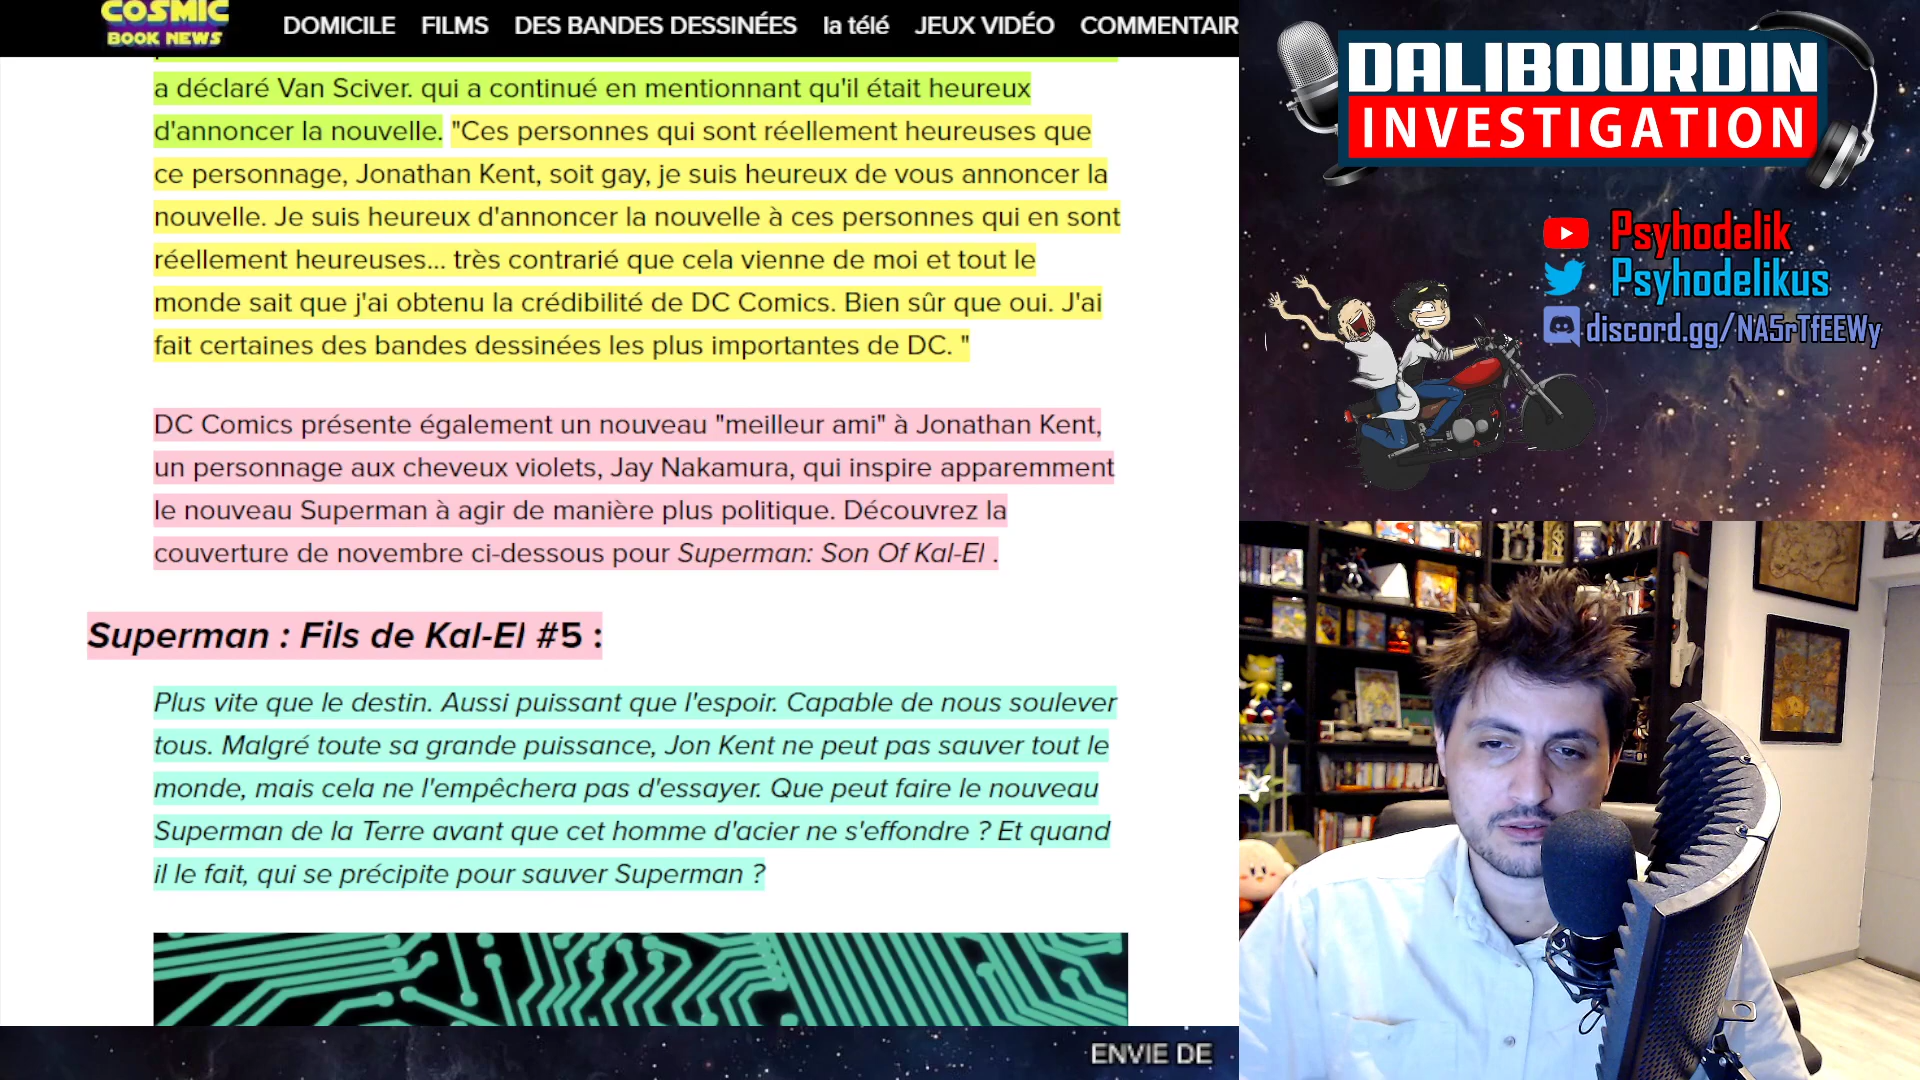 COSMIC
BOOK NEWS
DOMICILE FILMS DES BANDES DESSINÉES la télé JEUX VIDÉO COMMENTAIR
a déclaré Van Sciver. qui a continué en mentionnant qu'il était heureux
d'annoncer la nouvelle. "Ces personnes qui sont réellement heureuses que
ce personnage, Jonathan Kent, soit gay, je suis heureux de vous annoncer la
nouvelle. Je suis heureux d'annoncer la nouvelle à ces personnes qui en sont
réellement heureuses... très contrarié que cela vienne de moi et tout le
monde sait que j'ai obtenu la crédibilité de DC Comics. Bien sûr que oui. J'ai
fait certaines des bandes dessinées les plus importantes de DC. "
DC Comics présente également un nouveau "meilleur ami" à Jonathan Kent,
un personnage aux cheveux violets, Jay Nakamura, qui inspire apparemment
le nouveau Superman à agir de manière plus politique. Découvrez la
couverture de novembre ci-dessous pour Superman: Son Of Kal-El .
Superman : Fils de Kal-El #5 :
Plus vite que le destin. Aussi puissant que l'espoir. Capable de nous soulever
tous. Malgré toute sa grande puissance, Jon Kent ne peut pas sauver tout le
monde, mais cela ne l'empêchera pas d'essayer. Que peut faire le nouveau
Superman de la Terre avant que cet homme d'acier ne s'effondre ? Et quand
il le fait, qui se précipite pour sauver Superman ?
ENVIE DE
DALIBOURDIN
INVESTIGATION
Psyhodelik
Psyhodelikus
discord.gg/NA5rTfEEWy